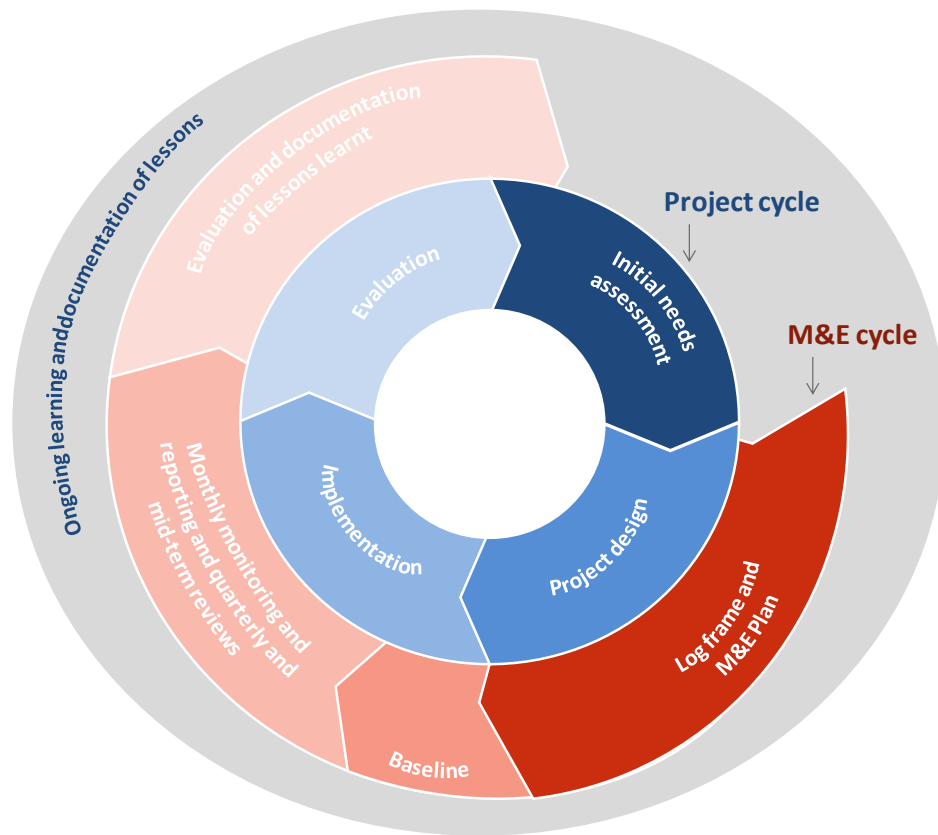 Project cycle
M&E cycle
Initial needs
assessment
Project design
Implementation
Evaluation
Log frame and
M&E Plan
Baseline
Monthly monitoring and
reporting and quarterly and
mid-term reviews
Evaluation and documentation
of lessons learnt
Ongoing learning anddocumentation of lessons